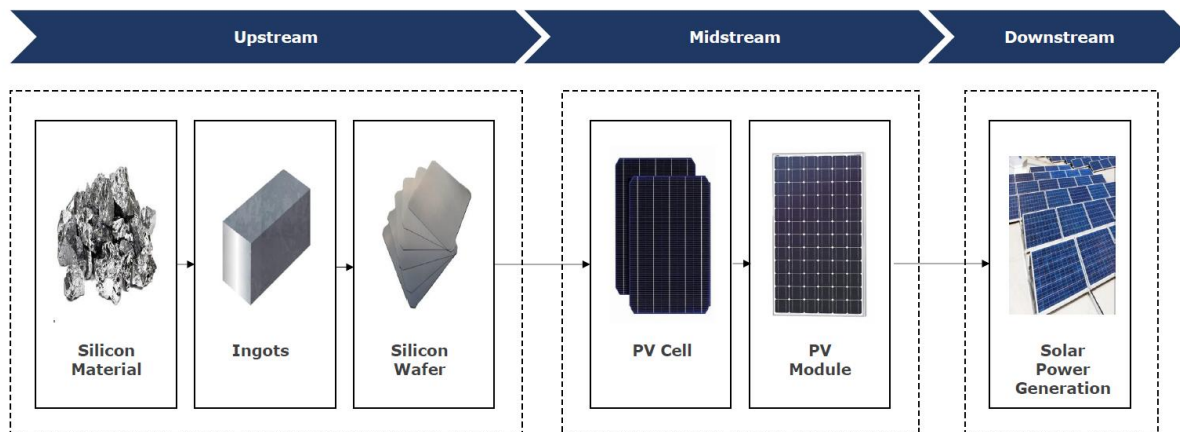 Upstream
Midstream
Downstream
Silicon
Material
Ingots
Silicon
Wafer
PV Cell
PV
Module
Solar
Power
Generation